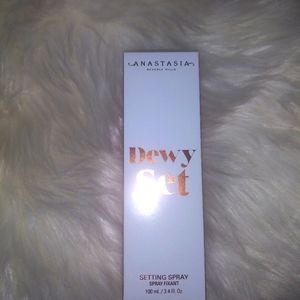 ANASTASIA
BEVERLY HILLS
Dewy
Set
SETTING SPRAY
SPRAY FIXANT
100 mL / 3.4 fl. Oz